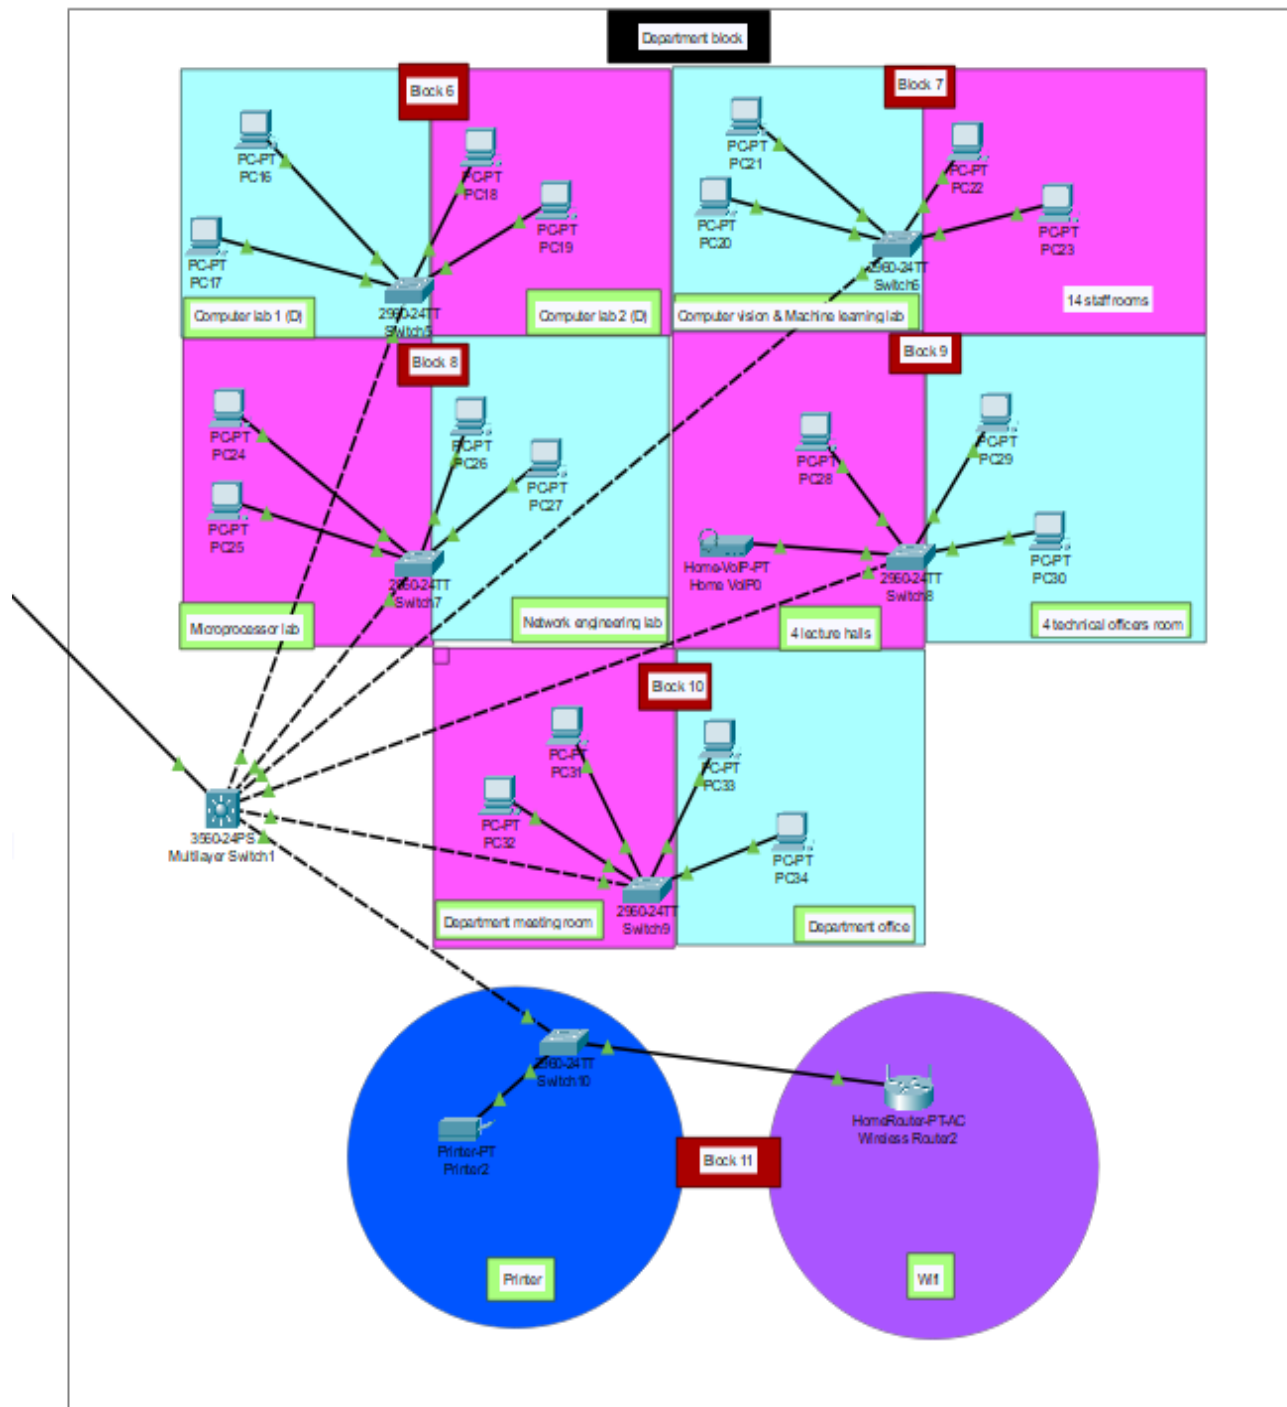 Department block
Block 6
PC-PT
PC16
PC-PT
PC18
PC-PT
PC17
PC-PT
PC19
2960-24TT
Switch5
Computer lab 1 (D)
Computer lab 2 (D)
Block 7
PC-PT
PC21
PC-PT
PC22
PC-PT
PC20
PC-PT
PC23
2960-24TT
Switch6
Computer vision & Machine learning lab
14 staff rooms
Block 8
PC-PT
PC24
PC-PT
PC26
PC-PT
PC25
PC-PT
PC27
2960-24TT
Switch7
Microprocessor lab
Network engineering lab
Block 9
PC-PT
PC28
PC-PT
PC29
Home-VoIP-PT
Home VoIP0
PC-PT
PC30
2960-24TT
Switch8
4 lecture halls
4 technical officers room
3560-24PS
Multilayer Switch1
Block 10
PC-PT
PC31
PC-PT
PC33
PC-PT
PC32
PC-PT
PC34
2960-24TT
Switch9
Department meeting room
Department office
2960-24TT
Switch10
Printer-PT
Printer2
HomeRouter-PT-AC
Wireless Router2
Block 11
Printer
Wifi